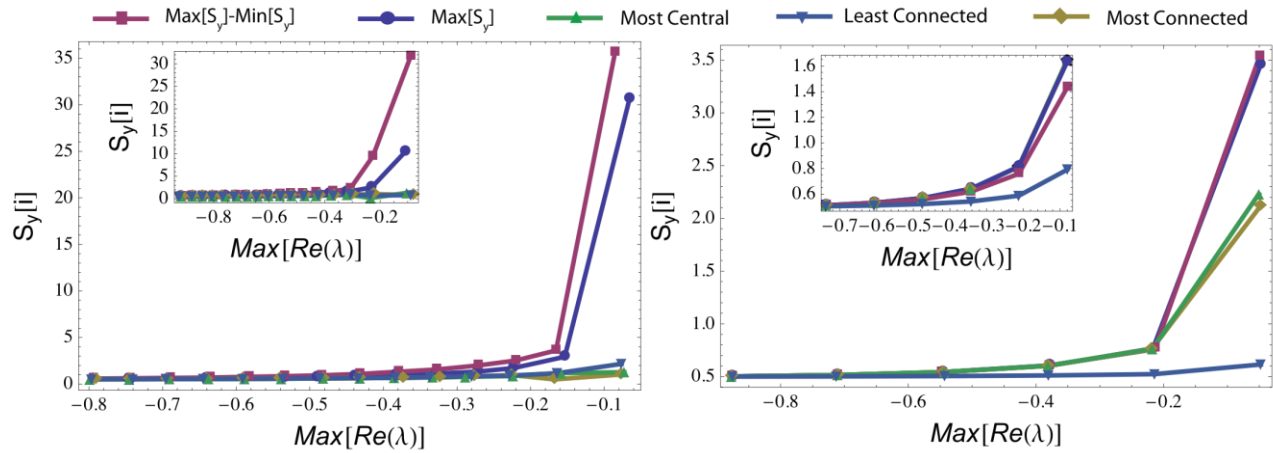 Max[Sy]-Min[Sy] Max[Sy] Most Central Least Connected Most Connected
35
30
25
20
15
10
5
0
Sy[i]
−0.8 −0.7 −0.6 −0.5 −0.4 −0.3 −0.2 −0.1
Max[Re(λ)]
30
25
20
15
10
5
0
Sy[i]
−0.8 −0.6 −0.4 −0.2
Max[Re(λ)]
3.5
3.0
2.5
2.0
1.5
1.0
0.5
Sy[i]
−0.8 −0.6 −0.4 −0.2
Max[Re(λ)]
1.6
1.4
1.2
1.0
0.8
0.6
Sy[i]
−0.7 −0.6 −0.5 −0.4 −0.3 −0.2 −0.1
Max[Re(λ)]